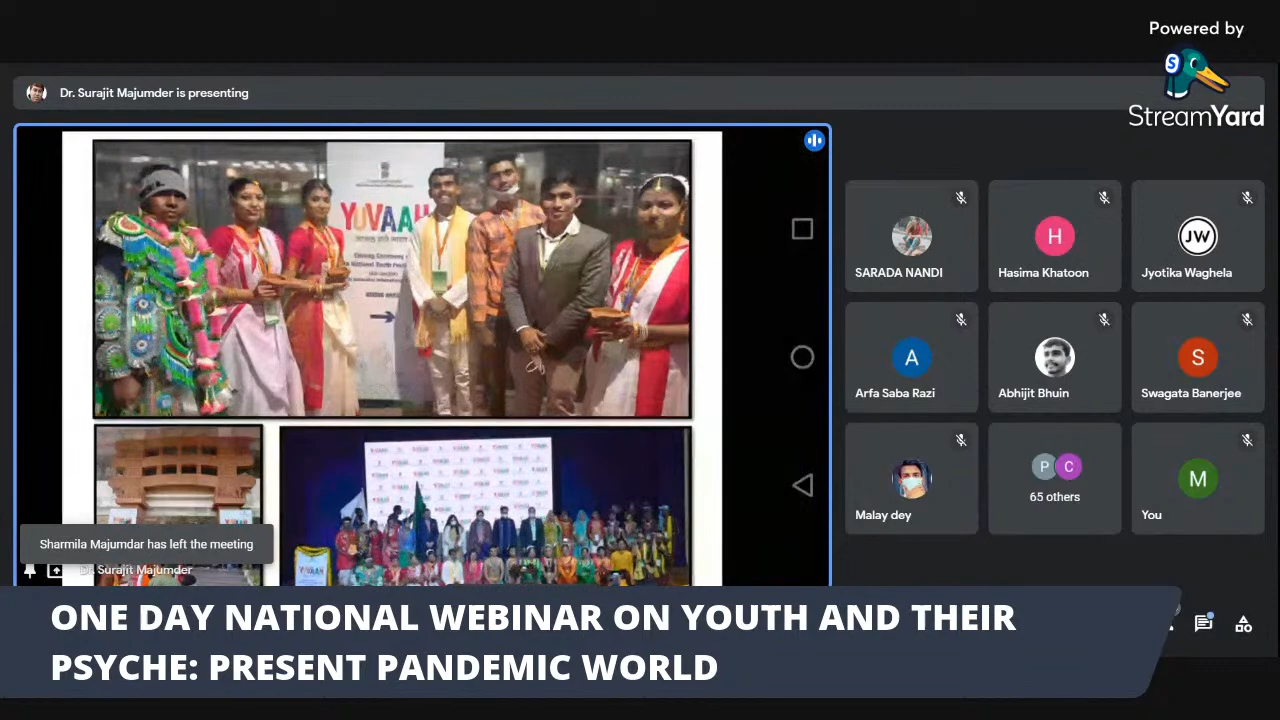 Powered by
S
StreamYard
Dr. Surajit Majumder is presenting
YUVAAH
SARADA NANDI
H
Hasima Khatoon
JW
Jyotika Waghela
A
Arfa Saba Razi
Abhijit Bhuin
S
Swagata Banerjee
Malay dey
P
C
65 others
M
You
Sharmila Majumdar has left the meeting
Dr. Surajit Majumder
YUVAAH
ONE DAY NATIONAL WEBINAR ON YOUTH AND THEIR
PSYCHE: PRESENT PANDEMIC WORLD